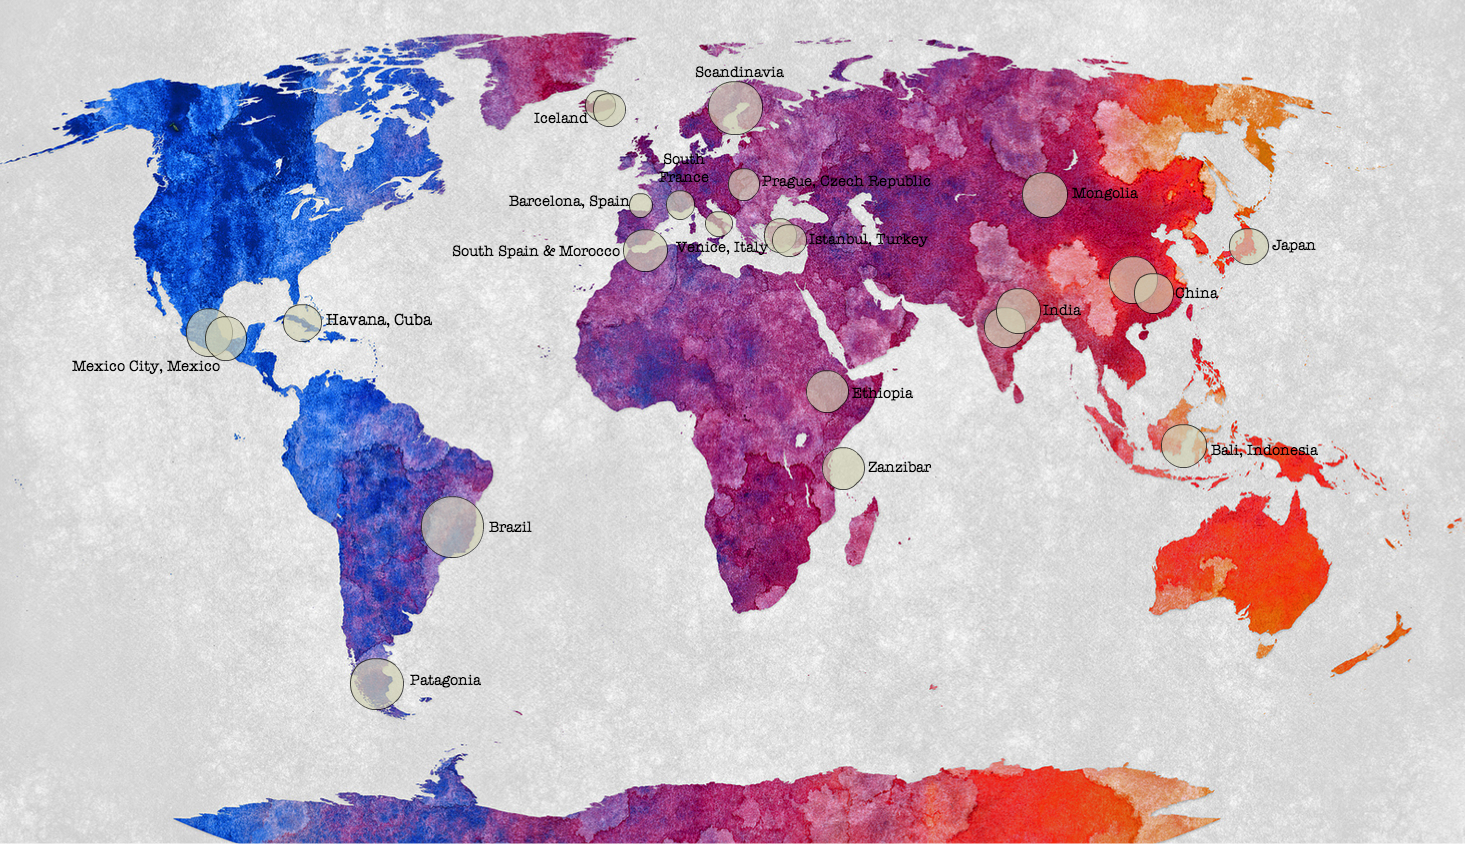 Scandinavia
Iceland
South
France
Prague, Czech Republic
Mongolia
Barcelona, Spain
South Spain & Morocco
Venice, Italy
Istanbul, Turkey
Japan
China
India
Havana, Cuba
Mexico City, Mexico
Ethiopia
Bali, Indonesia
Zanzibar
Brazil
Patagonia